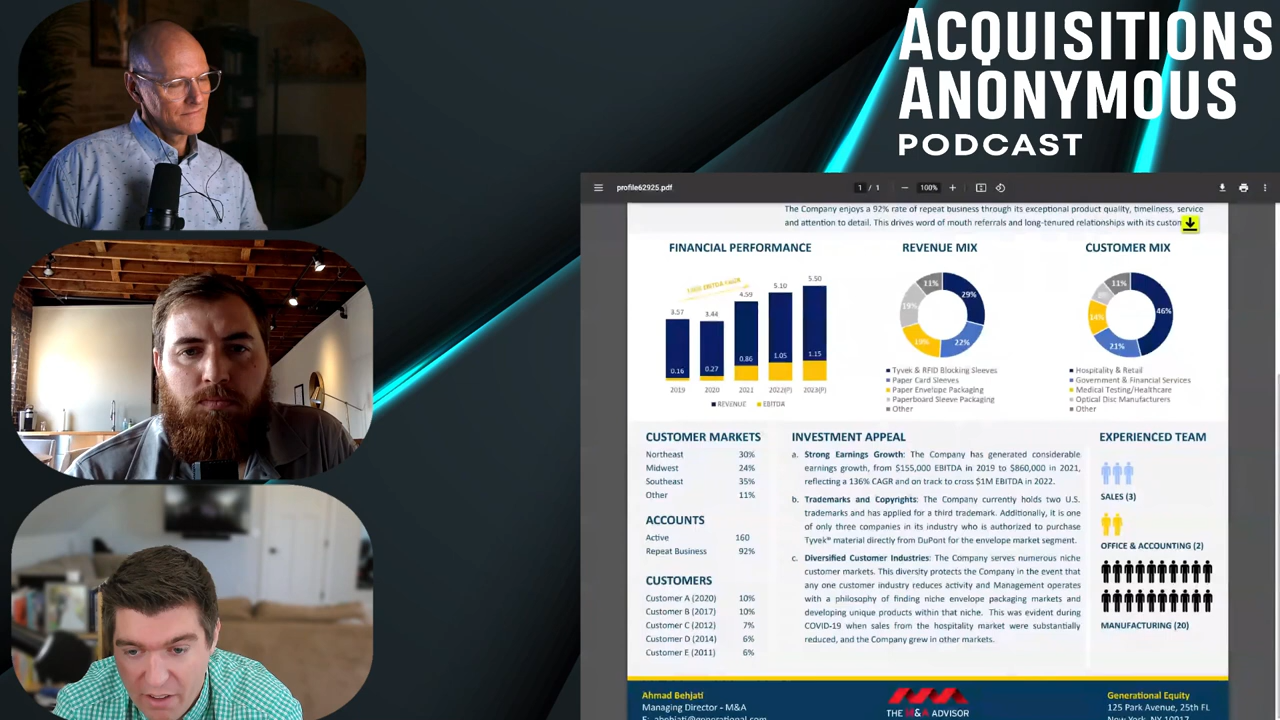 ACQUISITIONS
ANONYMOUS
PODCAST
profile62925.pdf
1 / 1
100%
The Company enjoys a 92% rate of repeat business through its exceptional product quality, timeliness, service
and attention to detail. This drives word of mouth referrals and long-tenured relationships with its
FINANCIAL PERFORMANCE
EBITDA CAGR
3.57
3.44
4.59
5.10
5.50
0.16
0.27
0.86
1.05
1.15
2019
2020
2021
2022(P)
2023(P)
REVENUE
EBITDA
REVENUE MIX
11%
29%
19%
19%
22%
Tyvek & RFID Blocking Sleeves
Paper Card Sleeves
Paper Envelope Packaging
Paperboard Sleeve Packaging
Other
CUSTOMER MIX
11%
46%
14%
21%
Hospitality & Retail
Government & Financial Services
Medical Testing/Healthcare
Optical Disc Manufacturers
Other
CUSTOMER MARKETS
Northeast 30%
Midwest 24%
Southeast 35%
Other 11%
ACCOUNTS
Active 160
Repeat Business 92%
CUSTOMERS
Customer A (2020) 10%
Customer B (2017) 10%
Customer C (2012) 7%
Customer D (2014) 6%
Customer E (2011) 6%
INVESTMENT APPEAL
a. Strong Earnings Growth: The Company has generated considerable
earnings growth, from $155,000 EBITDA in 2019 to $860,000 in 2021,
reflecting a 136% CAGR and on track to cross $1M EBITDA in 2022.
b. Trademarks and Copyrights: The Company currently holds two U.S.
trademarks and has applied for a third trademark. Additionally, it is one
of only three companies in its industry who is authorized to purchase
Tyvek® material directly from DuPont for the envelope market segment.
c. Diversified Customer Industries: The Company serves numerous niche
customer markets. This diversity protects the Company in the event that
any one customer industry reduces activity and Management operates
with a philosophy of finding niche envelope packaging markets and
developing unique products within that niche. This was evident during
COVID-19 when sales from the hospitality market were substantially
reduced, and the Company grew in other markets.
EXPERIENCED TEAM
SALES (3)
OFFICE & ACCOUNTING (2)
MANUFACTURING (20)
Ahmad Behjati
Managing Director - M&A
THE M&A ADVISOR
Generational Equity
125 Park Avenue, 25th FL
New York, NY 10017